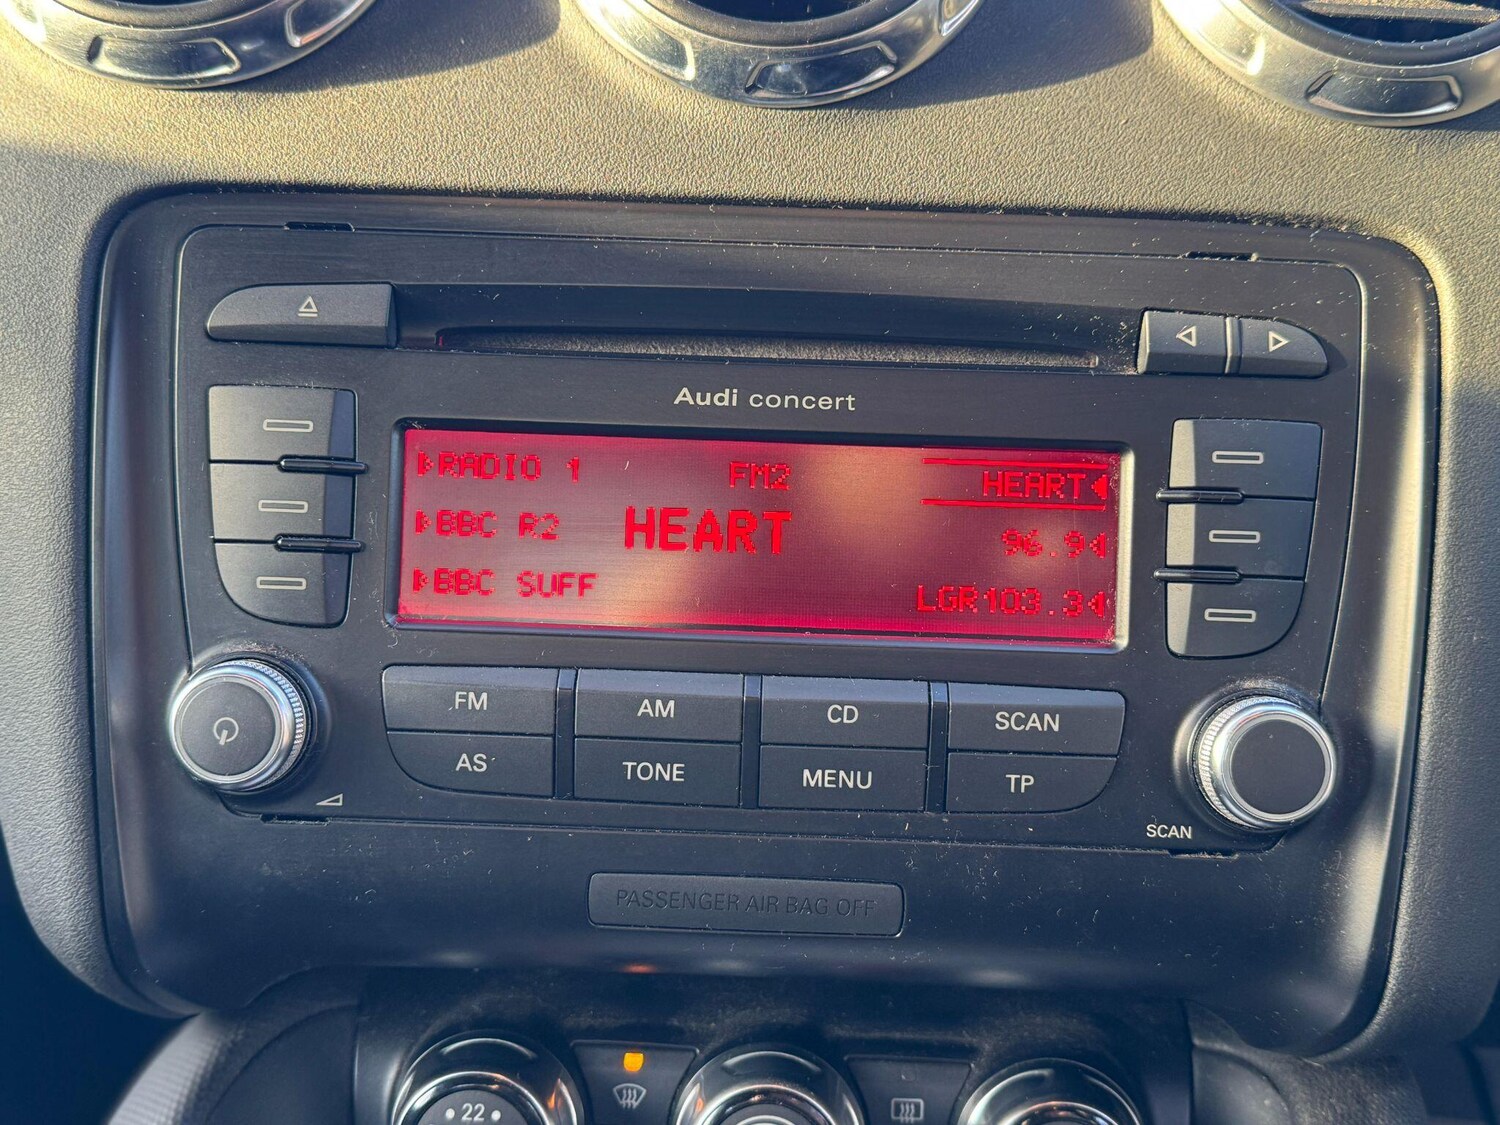 Audi concert
RADIO 1 FM2 HEART
BBC R2 HEART 96.9
BBC SUFF LGR103.3
FM AM CD SCAN
AS TONE MENU TP
SCAN
PASSENGER AIR BAG OFF
• 22 •